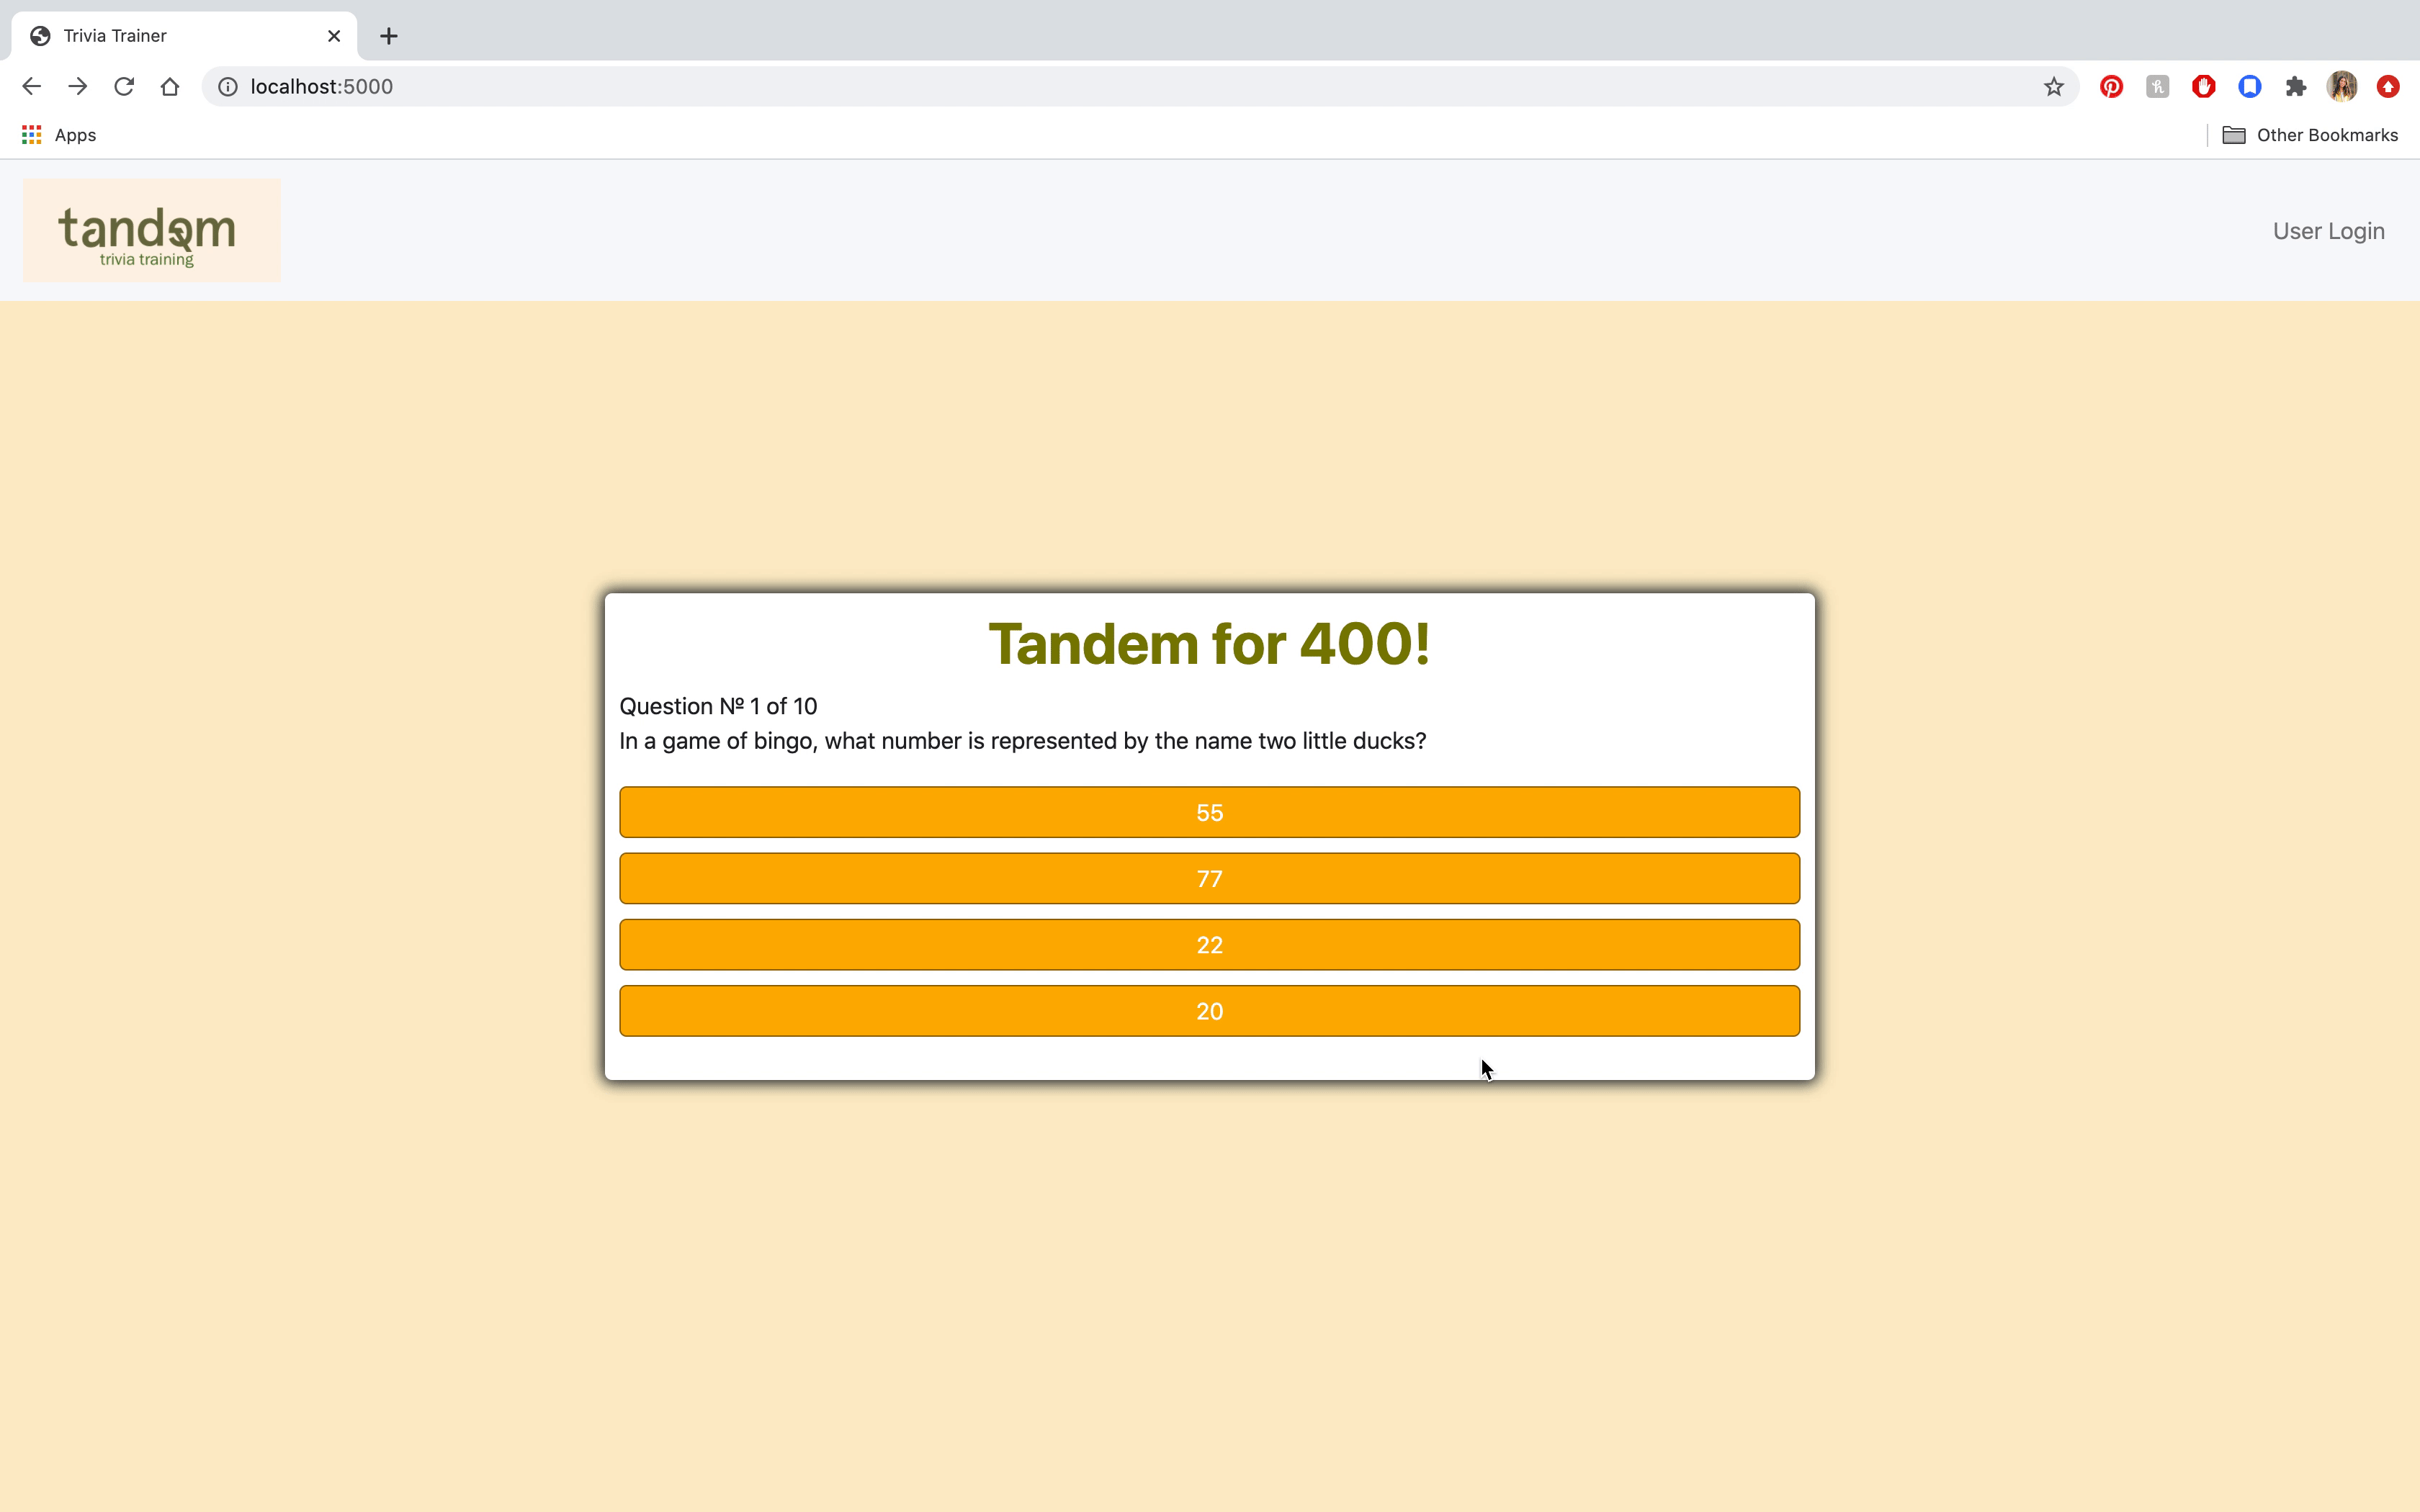 Trivia Trainer
localhost:5000
Apps
Other Bookmarks
tandem
trivia training
User Login
Tandem for 400!
Question № 1 of 10
In a game of bingo, what number is represented by the name two little ducks?
55
77
22
20